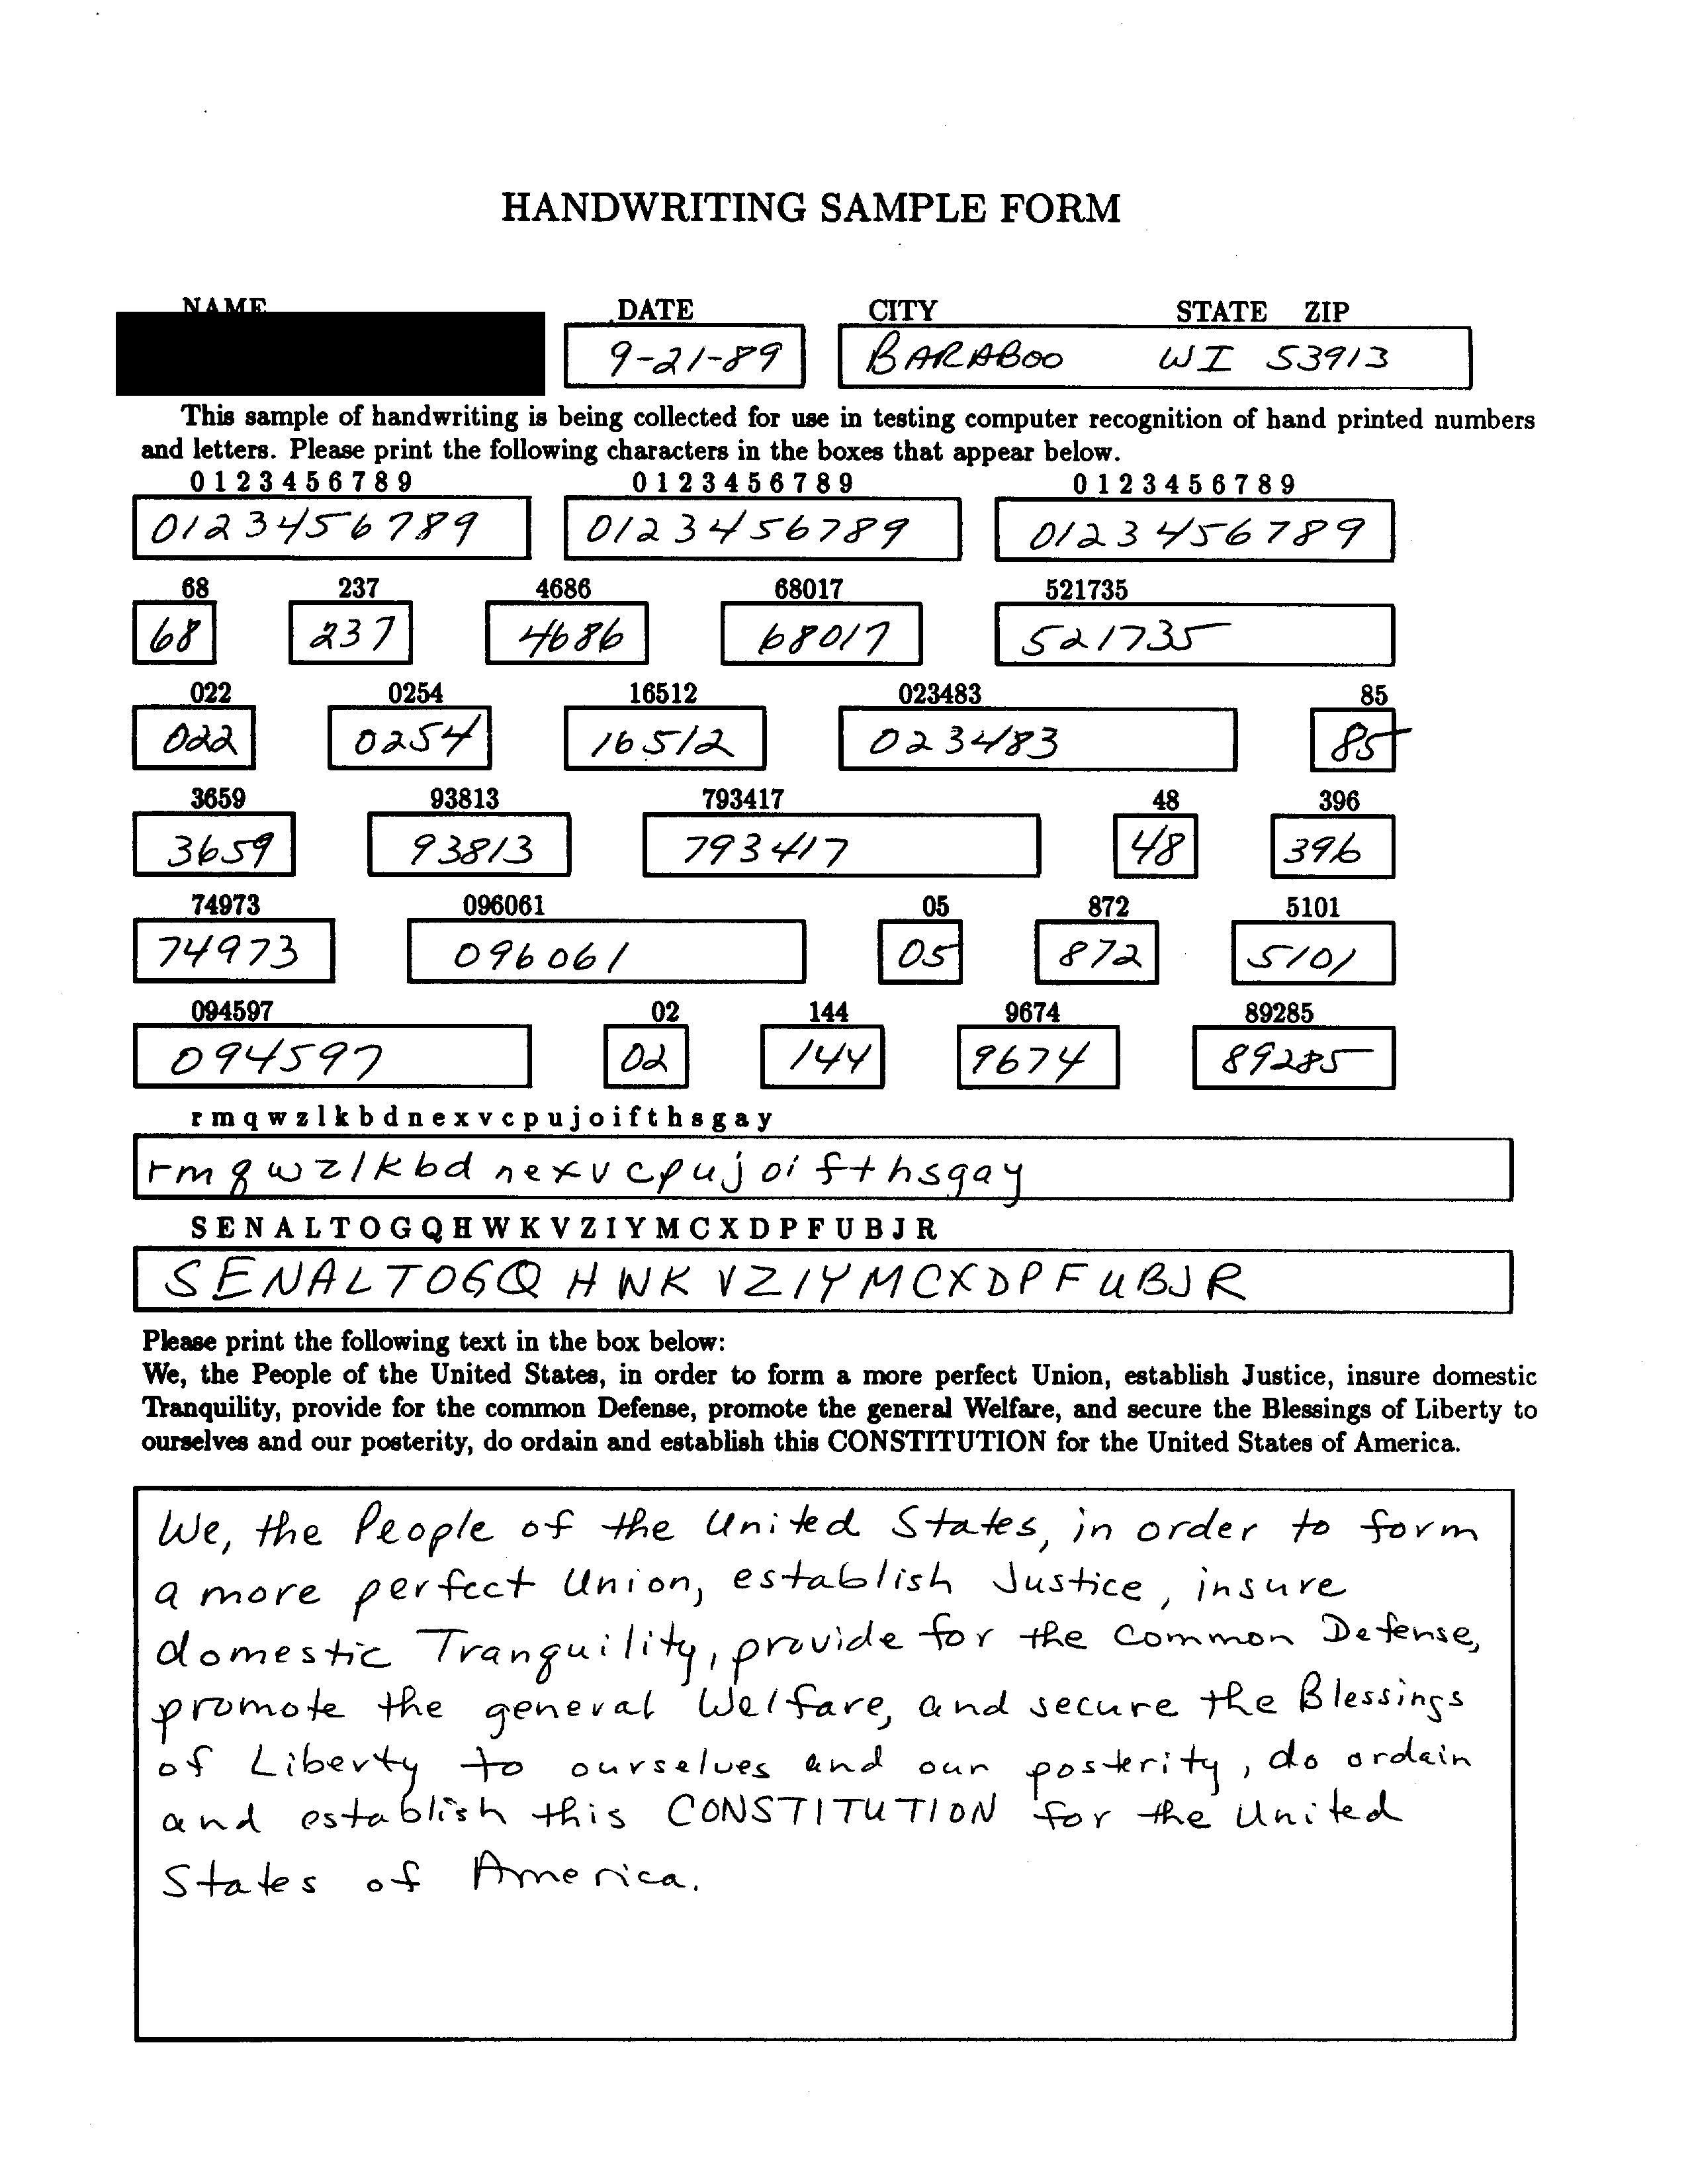 HANDWRITING SAMPLE FORM
NAME DATE CITY STATE ZIP
9-21-89 BARABOO WI 53913
This sample of handwriting is being collected for use in testing computer recognition of hand printed numbers
and letters. Please print the following characters in the boxes that appear below.
0 1 2 3 4 5 6 7 8 9 0 1 2 3 4 5 6 7 8 9 0 1 2 3 4 5 6 7 8 9
0123456789 0123456789 0123456789
68 237 4686 68017 521735
68 237 4686 68017 521735
022 0254 16512 023483 85
022 0254 16512 023483 85
3659 93813 793417 48 396
3659 93813 793417 48 396
74973 096061 05 872 5101
74973 096061 05 872 5101
094597 02 144 9674 89285
094597 02 144 9674 89285
r m q w z l k b d n e x v c p u j o i f t h s g a y
rmqwzlkbdnexvcpujoifthsgay
S E N A L T O G Q H W K V Z I Y M C X D P F U B J R
SENALTOGQHWKVZIYMCXDPFUBJR
Please print the following text in the box below:
We, the People of the United States, in order to form a more perfect Union, establish Justice, insure domestic
Tranquility, provide for the common Defense, promote the general Welfare, and secure the Blessings of Liberty to
ourselves and our posterity, do ordain and establish this CONSTITUTION for the United States of America.
We, the People of the United States, in order to form
a more perfect Union, establish Justice, insure
domestic Tranquility, provide for the common Defense,
promote the general Welfare, and secure the Blessings
of Liberty to ourselves and our posterity, do ordain
and establish this CONSTITUTION for the United
States of America.